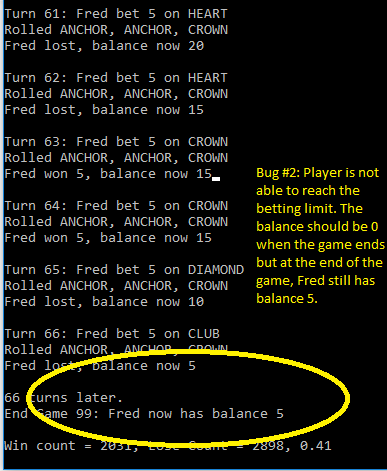 Turn 61: Fred bet 5 on HEART
Rolled ANCHOR, ANCHOR, CROWN
Fred lost, balance now 20
Turn 62: Fred bet 5 on HEART
Rolled ANCHOR, ANCHOR, CROWN
Fred lost, balance now 15
Turn 63: Fred bet 5 on CROWN
Rolled ANCHOR, ANCHOR, CROWN
Fred won 5, balance now 15
Turn 64: Fred bet 5 on CROWN
Rolled ANCHOR, ANCHOR, CROWN
Fred won 5, balance now 15
Turn 65: Fred bet 5 on DIAMOND
Rolled ANCHOR, ANCHOR, CROWN
Fred lost, balance now 10
Turn 66: Fred bet 5 on CLUB
Rolled ANCHOR, ANCHOR, CROWN
Fred lost, balance now 5
66 turns later.
End Game 99: Fred now has balance 5
Win count = 2031, Lose Count = 2898, 0.41
Bug #2: Player is not
able to reach the
betting limit. The
balance should be 0
when the game ends
but at the end of the
game, Fred still has
balance 5.